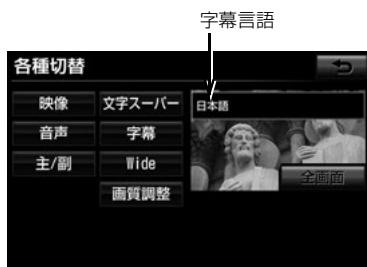 字幕言語
各種切替
映像 文字スーパー 日本語
音声 字幕
主/副 Wide
全画面
画質調整